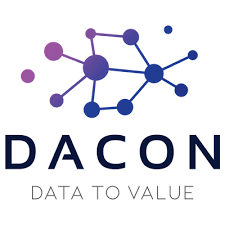 DACON
DATA TO VALUE